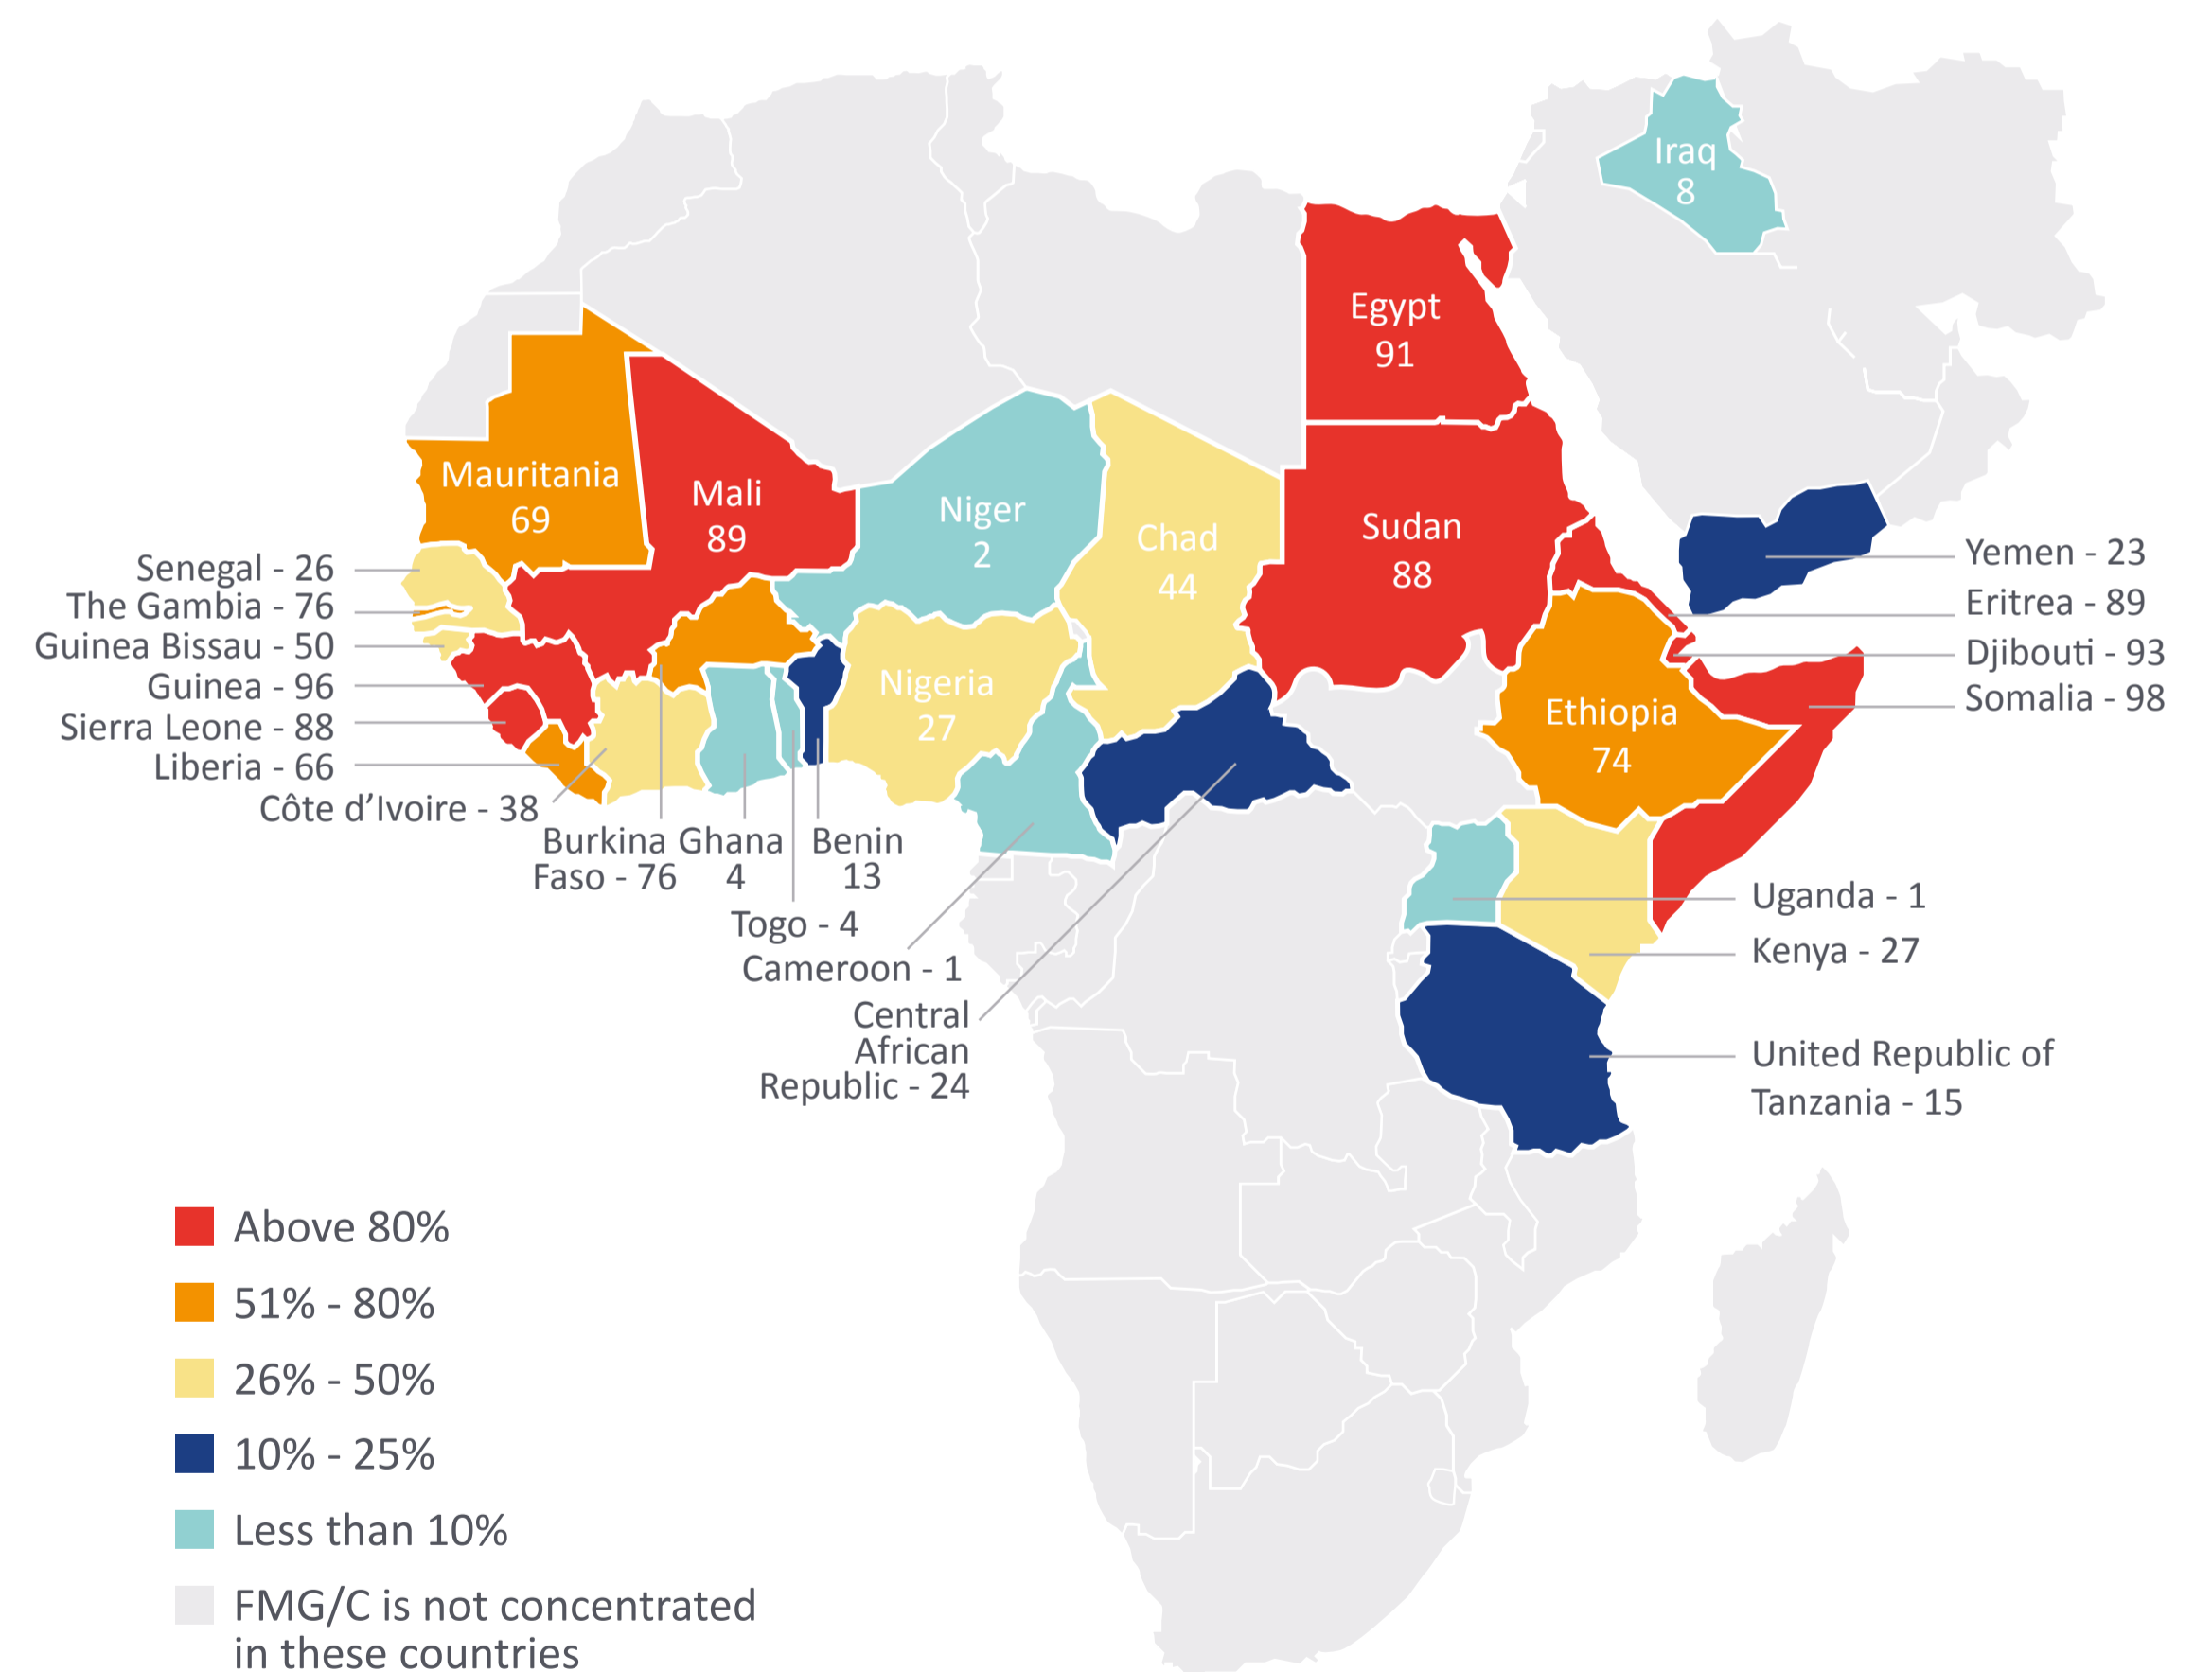 Iraq
8
Egypt
91
Mauritania
69
Mali
89
Niger
2
Chad
44
Sudan
88
Nigeria
27
Ethiopia
74
Senegal - 26
The Gambia - 76
Guinea Bissau - 50
Guinea - 96
Sierra Leone - 88
Liberia - 66
Côte d’Ivoire - 38
Burkina
Faso - 76
Ghana
4
Benin
13
Togo - 4
Cameroon - 1
Central
African
Republic - 24
Yemen - 23
Eritrea - 89
Djibouti - 93
Somalia - 98
Uganda - 1
Kenya - 27
United Republic of
Tanzania - 15
Above 80%
51% - 80%
26% - 50%
10% - 25%
Less than 10%
FMG/C is not concentrated
in these countries